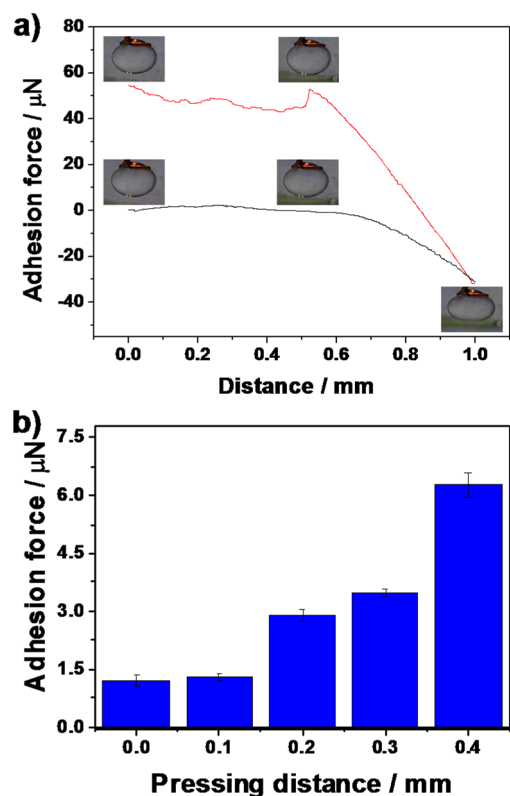 a)
Adhesion force / μN
80
60
40
20
0
-20
-40
0.0 0.2 0.4 0.6 0.8 1.0
Distance / mm
b)
Adhesion force / μN
7.5
6.0
4.5
3.0
1.5
0.0
0.0 0.1 0.2 0.3 0.4
Pressing distance / mm